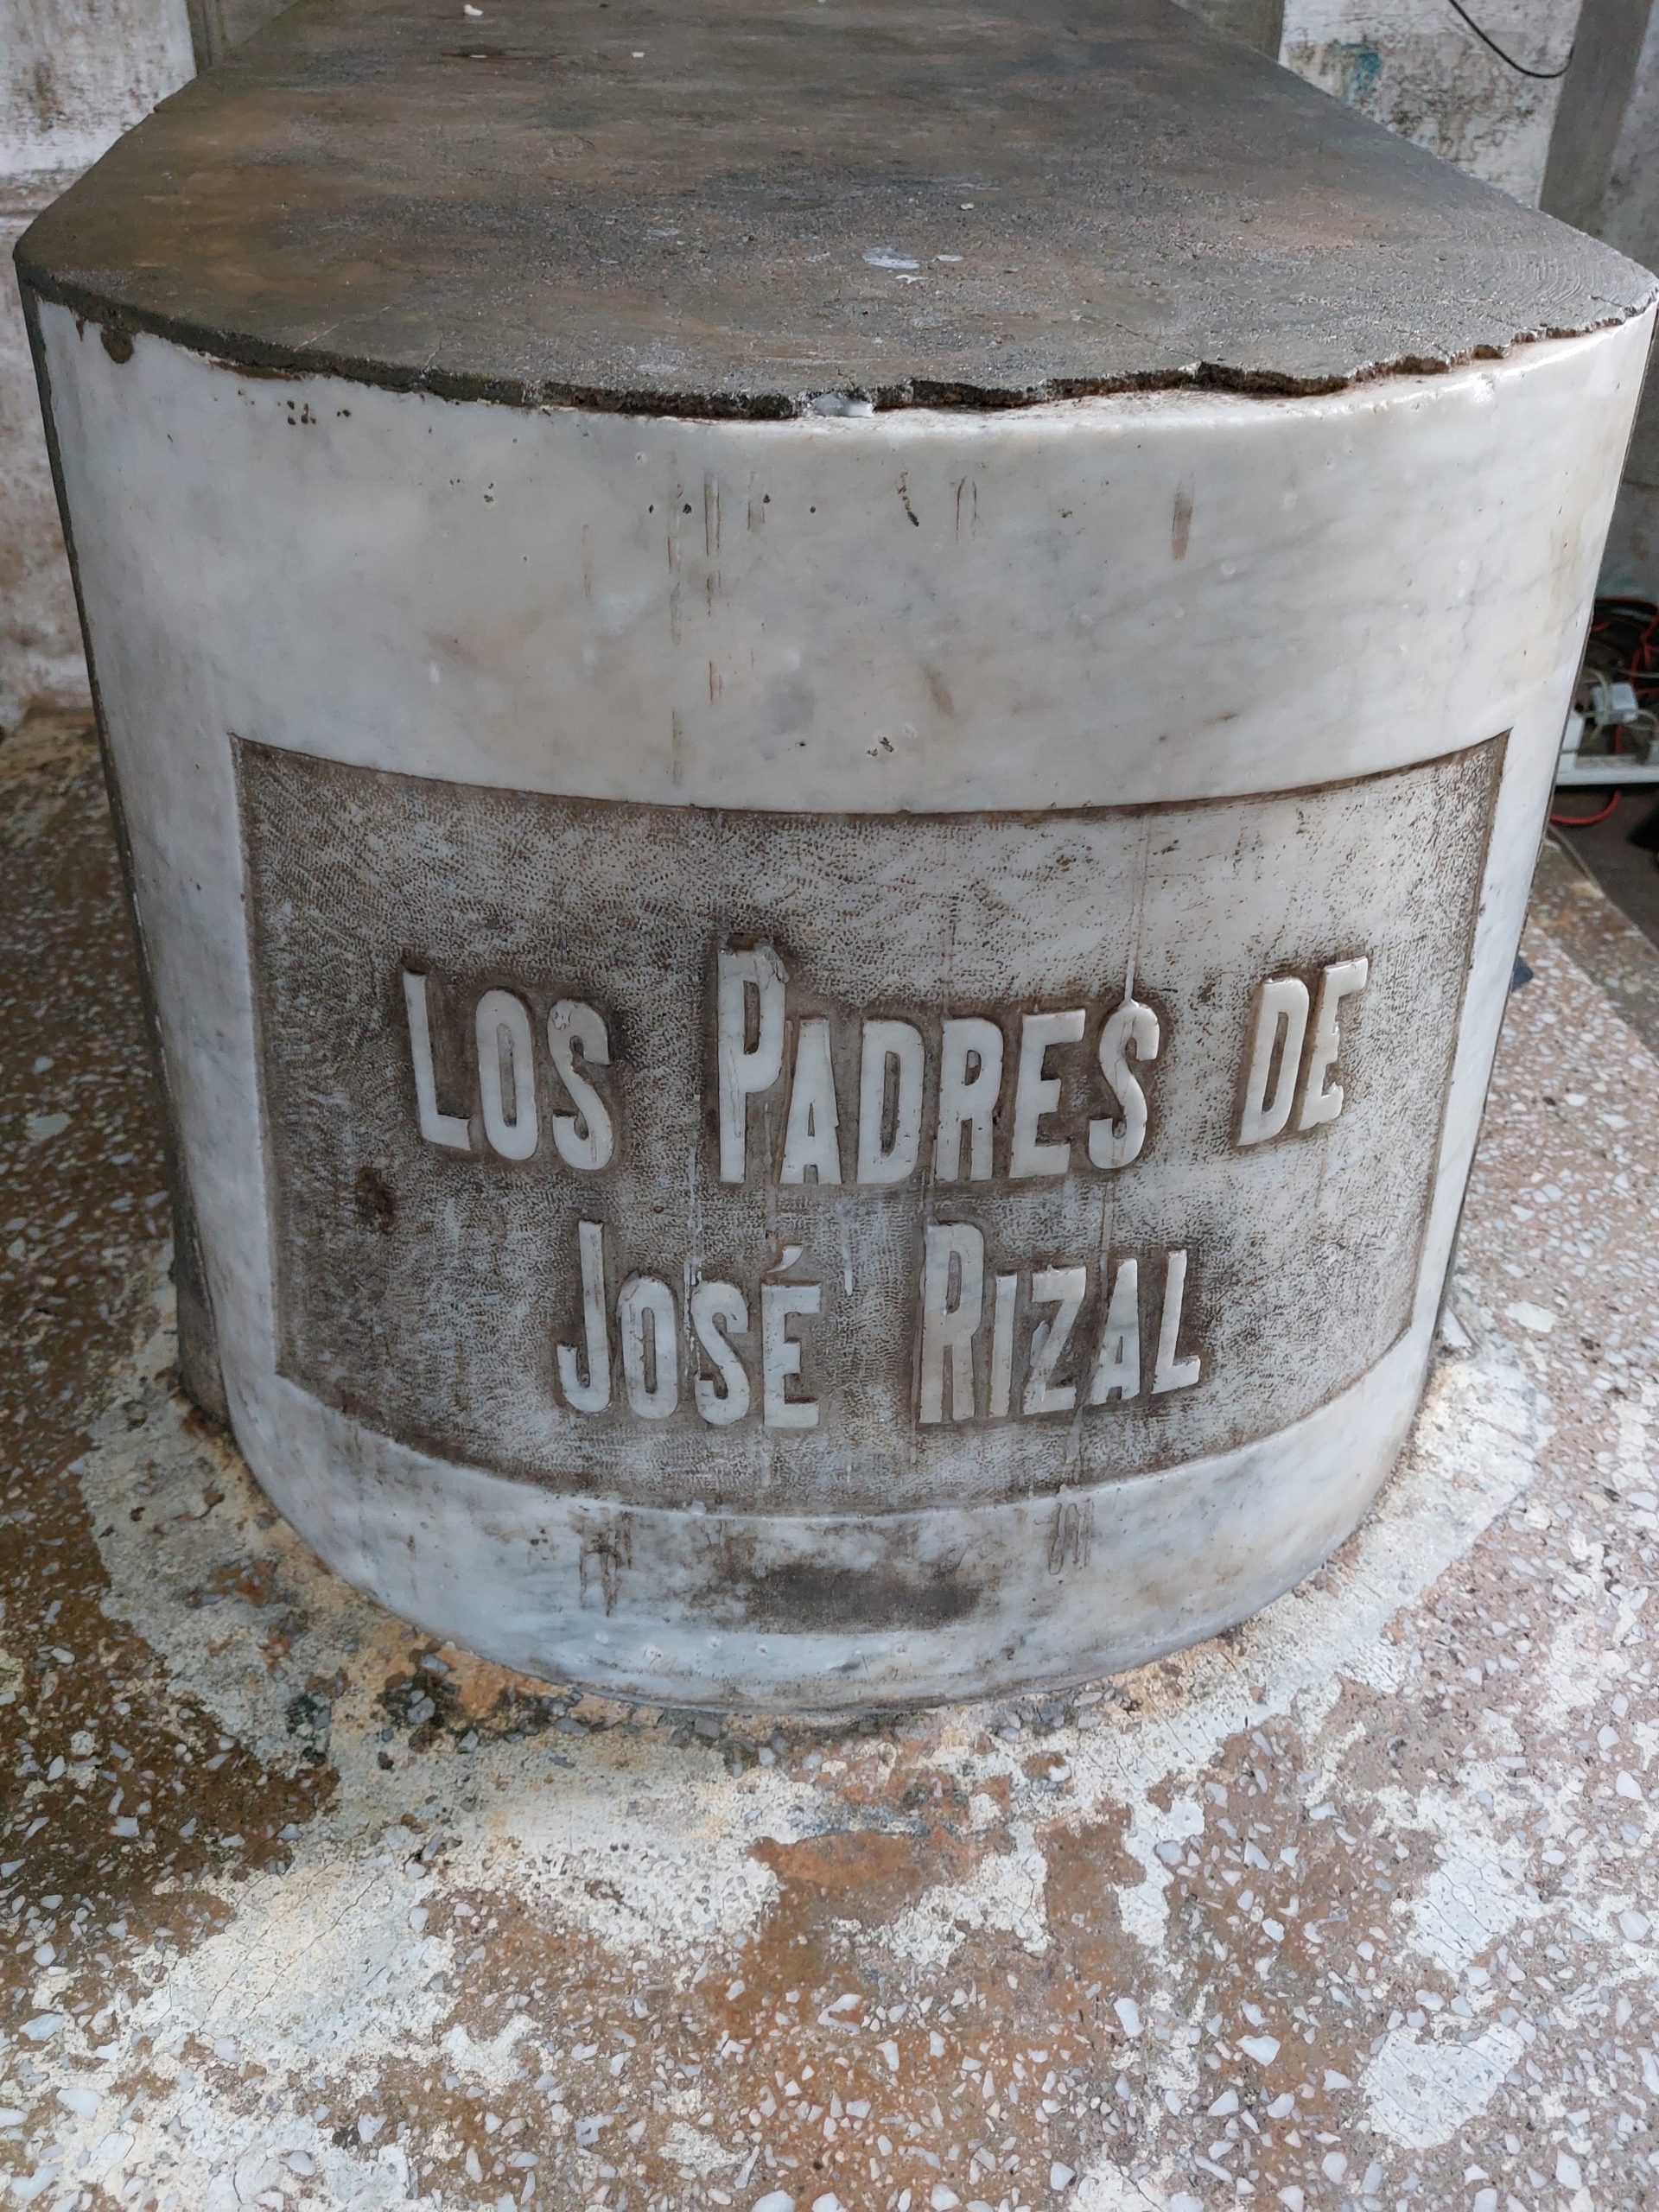 LOS PADRES DE
JOSÉ RIZAL